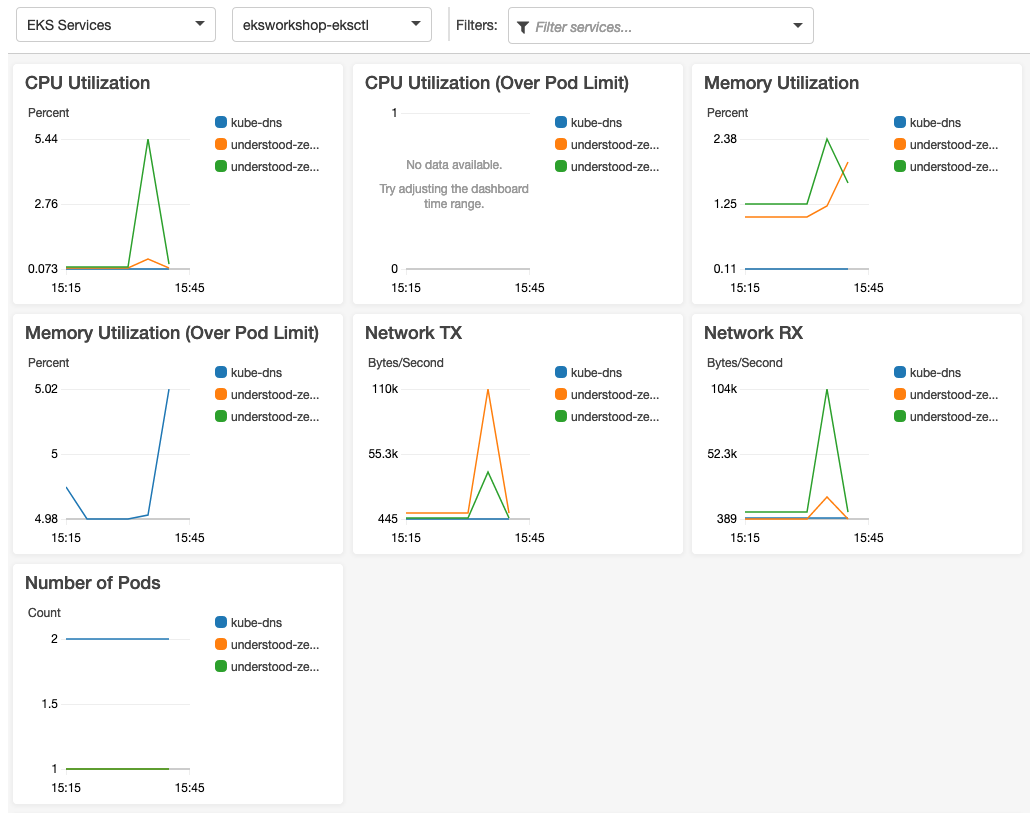 EKS Services
eksworkshop-eksctl
Filters:
Filter services...
CPU Utilization
Percent
5.44
2.76
0.073
15:15
15:45
kube-dns
understood-ze...
understood-ze...
CPU Utilization (Over Pod Limit)
1
No data available.
Try adjusting the dashboard
time range.
0
15:15
15:45
kube-dns
understood-ze...
understood-ze...
Memory Utilization
Percent
2.38
1.25
0.11
15:15
15:45
kube-dns
understood-ze...
understood-ze...
Memory Utilization (Over Pod Limit)
Percent
5.02
5
4.98
15:15
15:45
kube-dns
understood-ze...
understood-ze...
Network TX
Bytes/Second
110k
55.3k
445
15:15
15:45
kube-dns
understood-ze...
understood-ze...
Network RX
Bytes/Second
104k
52.3k
389
15:15
15:45
kube-dns
understood-ze...
understood-ze...
Number of Pods
Count
2
1.5
1
15:15
15:45
kube-dns
understood-ze...
understood-ze...